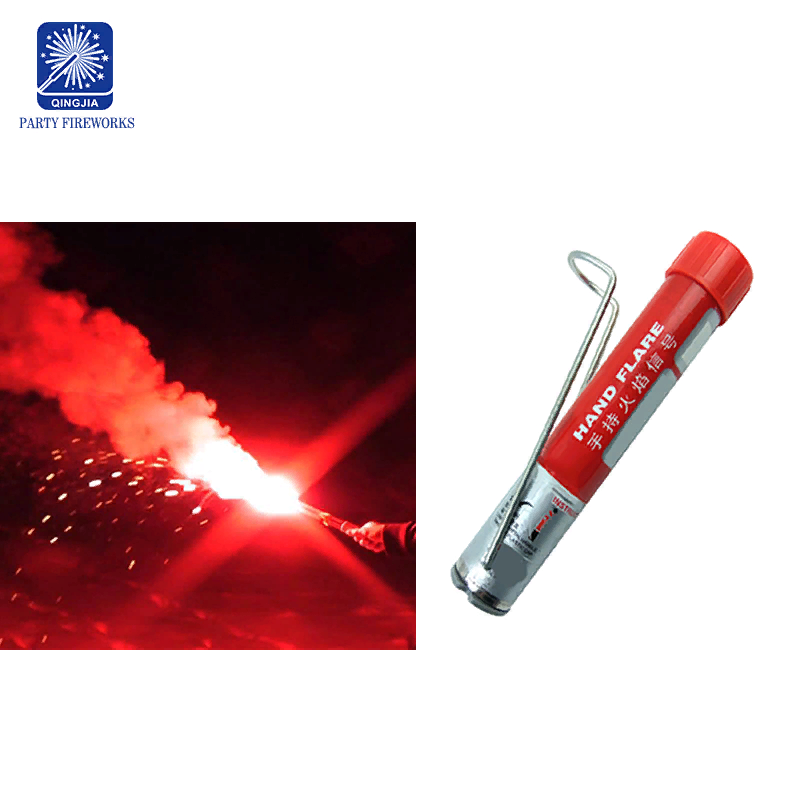 QINGJIA
PARTY FIREWORKS
HAND FLARE
手持火焰信号